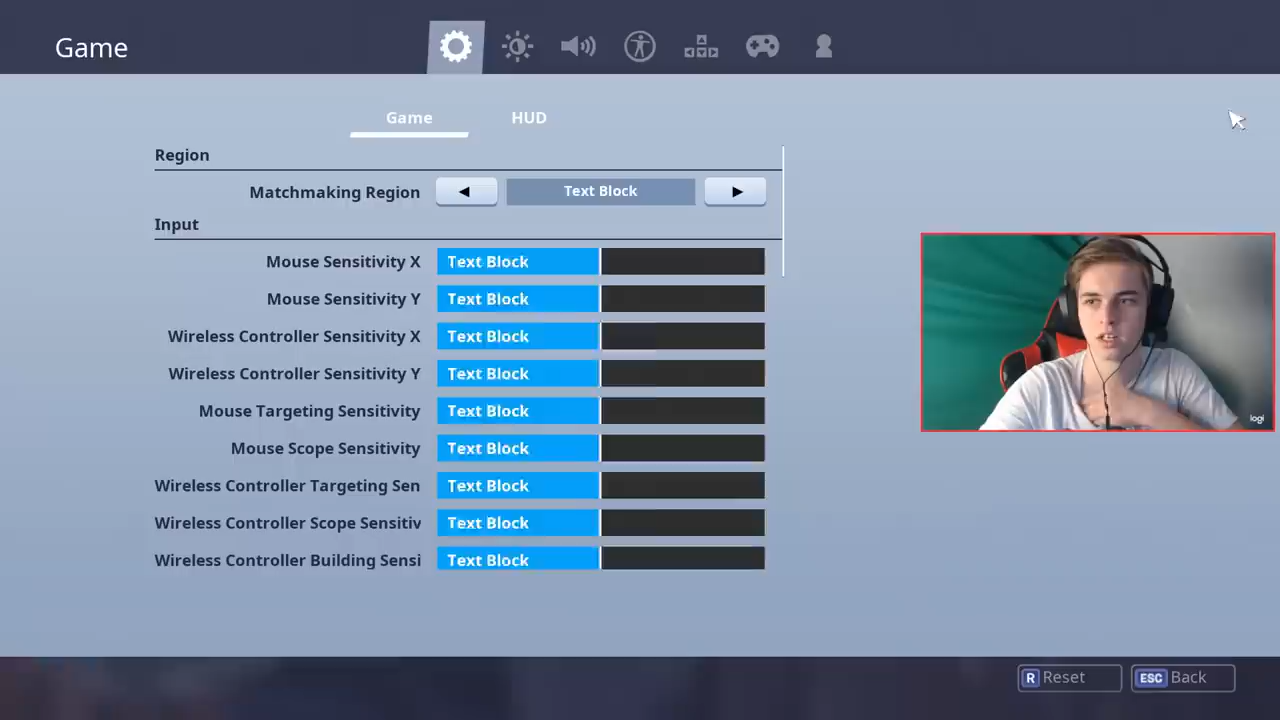 Game
Game
HUD
Region
Matchmaking Region
Text Block
Input
Mouse Sensitivity X
Text Block
Mouse Sensitivity Y
Text Block
Wireless Controller Sensitivity X
Text Block
Wireless Controller Sensitivity Y
Text Block
Mouse Targeting Sensitivity
Text Block
Mouse Scope Sensitivity
Text Block
Wireless Controller Targeting Sen
Text Block
Wireless Controller Scope Sensitiv
Text Block
Wireless Controller Building Sensi
Text Block
logi
R Reset
ESC Back